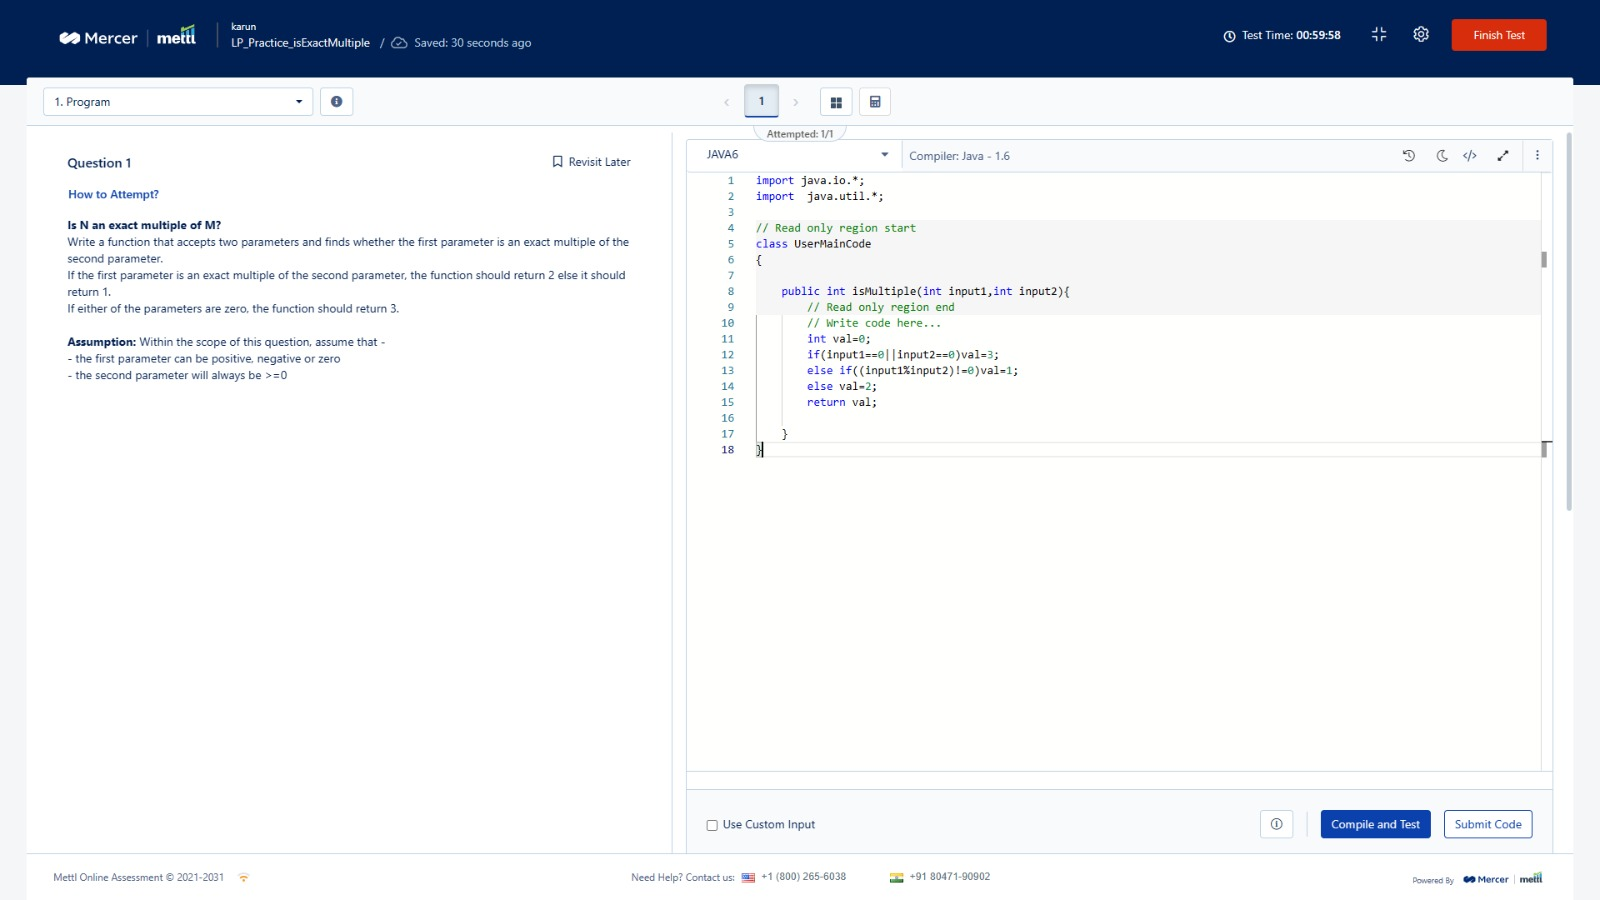 Mercer | mettl
karun
LP_Practice_isExactMultiple / Saved: 30 seconds ago
Test Time: 00:59:58
Finish Test
1. Program
1
Attempted: 1/1
Question 1
Revisit Later
How to Attempt?
Is N an exact multiple of M?
Write a function that accepts two parameters and finds whether the first parameter is an exact multiple of the
second parameter.
If the first parameter is an exact multiple of the second parameter, the function should return 2 else it should
return 1.
If either of the parameters are zero, the function should return 3.
Assumption: Within the scope of this question, assume that -
- the first parameter can be positive, negative or zero
- the second parameter will always be >=0
JAVA6
Compiler: Java - 1.6
1 import java.io.*;
2 import  java.util.*;
3
4 // Read only region start
5 class UserMainCode
6 {
7
8     public int isMultiple(int input1,int input2){
9         // Read only region end
10         // Write code here...
11         int val=0;
12         if(input1==0||input2==0)val=3;
13         else if((input1%input2)!=0)val=1;
14         else val=2;
15         return val;
16
17     }
18 }
Use Custom Input
Compile and Test
Submit Code
Mettl Online Assessment © 2021-2031
Need Help? Contact us: +1 (800) 265-6038
+91 80471-90902
Powered By Mercer | mettl